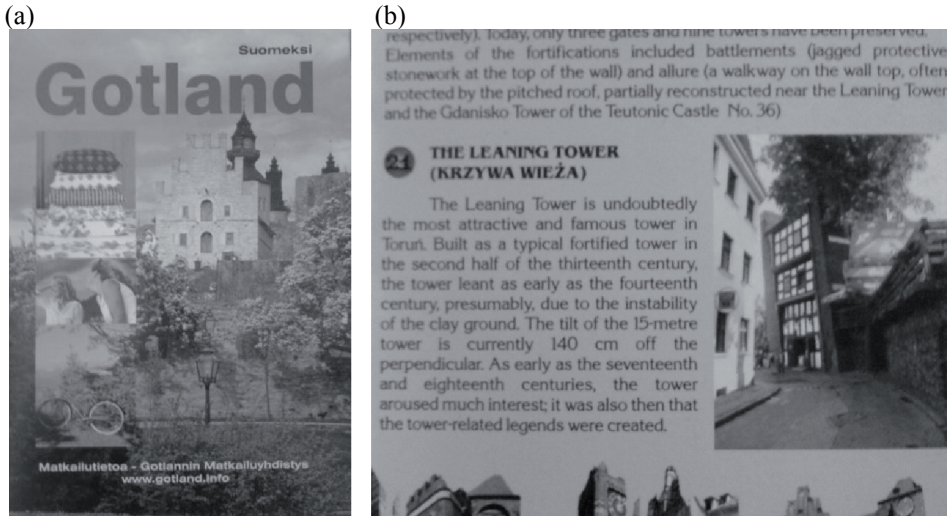 (a)
Suomeksi
Gotland
Matkailutietoa - Gotlannin Matkailuyhdistys
www.gotland.info
(b)
respectively). Today, only three gates and nine towers have been preserved.
Elements of the fortifications included battlements (jagged protective
stonework at the top of the wall) and allure (a walkway on the wall top, often
protected by the pitched roof, partially reconstructed near the Leaning Tower
and the Gdanisko Tower of the Teutonic Castle No. 36)
21 THE LEANING TOWER
(KRZYWA WIEŻA)
The Leaning Tower is undoubtedly
the most attractive and famous tower in
Toruń. Built as a typical fortified tower in
the second half of the thirteenth century,
the tower leant as early as the fourteenth
century, presumably, due to the instability
of the clay ground. The tilt of the 15-metre
tower is currently 140 cm off the
perpendicular. As early as the seventeenth
and eighteenth centuries, the tower
aroused much interest; it was also then that
the tower-related legends were created.